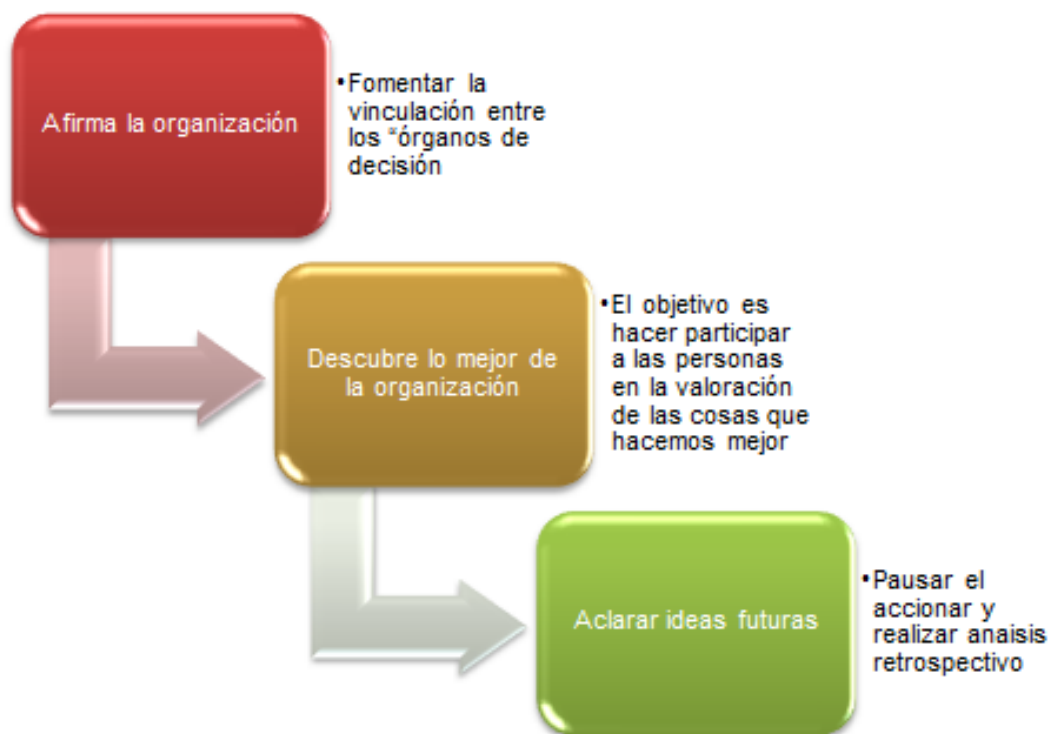 Afirma la organización
•Fomentar la
vinculación entre
los “órganos de
decisión
Descubre lo mejor de
la organización
•El objetivo es
hacer participar
a las personas
en la valoración
de las cosas que
hacemos mejor
Aclarar ideas futuras
•Pausar el
accionar y
realizar anaisis
retrospectivo